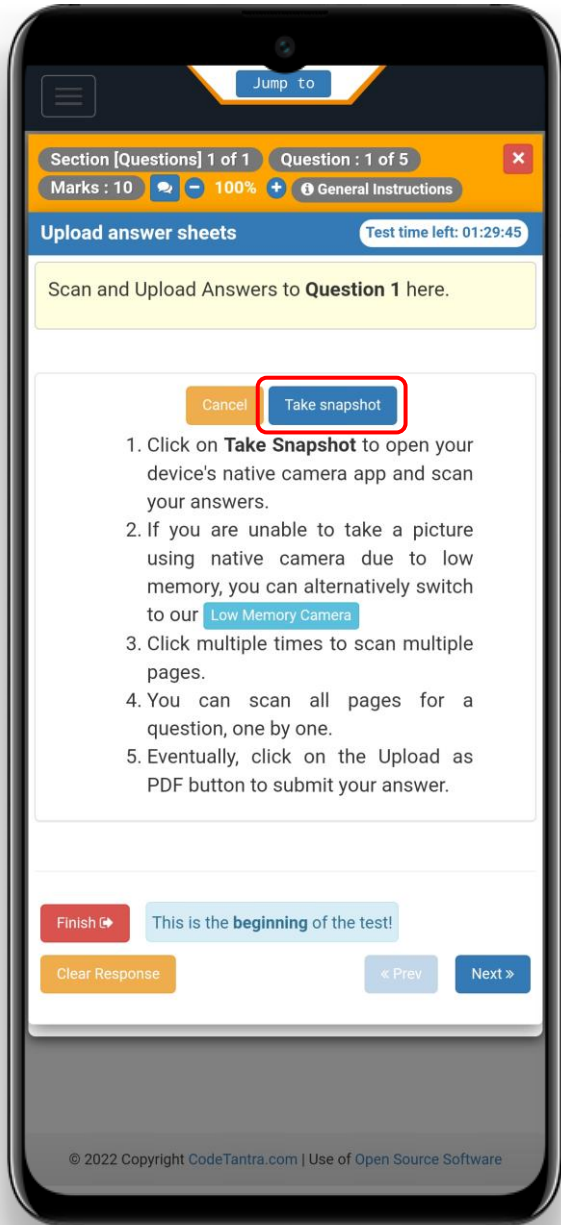 Jump to
Section [Questions] 1 of 1 Question : 1 of 5
Marks : 10 100% General Instructions
Upload answer sheets Test time left: 01:29:45
Scan and Upload Answers to Question 1 here.
Cancel Take snapshot
1. Click on Take Snapshot to open your
device's native camera app and scan
your answers.
2. If you are unable to take a picture
using native camera due to low
memory, you can alternatively switch
to our Low Memory Camera
3. Click multiple times to scan multiple
pages.
4. You can scan all pages for a
question, one by one.
5. Eventually, click on the Upload as
PDF button to submit your answer.
Finish This is the beginning of the test!
Clear Response « Prev Next »
© 2022 Copyright CodeTantra.com | Use of Open Source Software